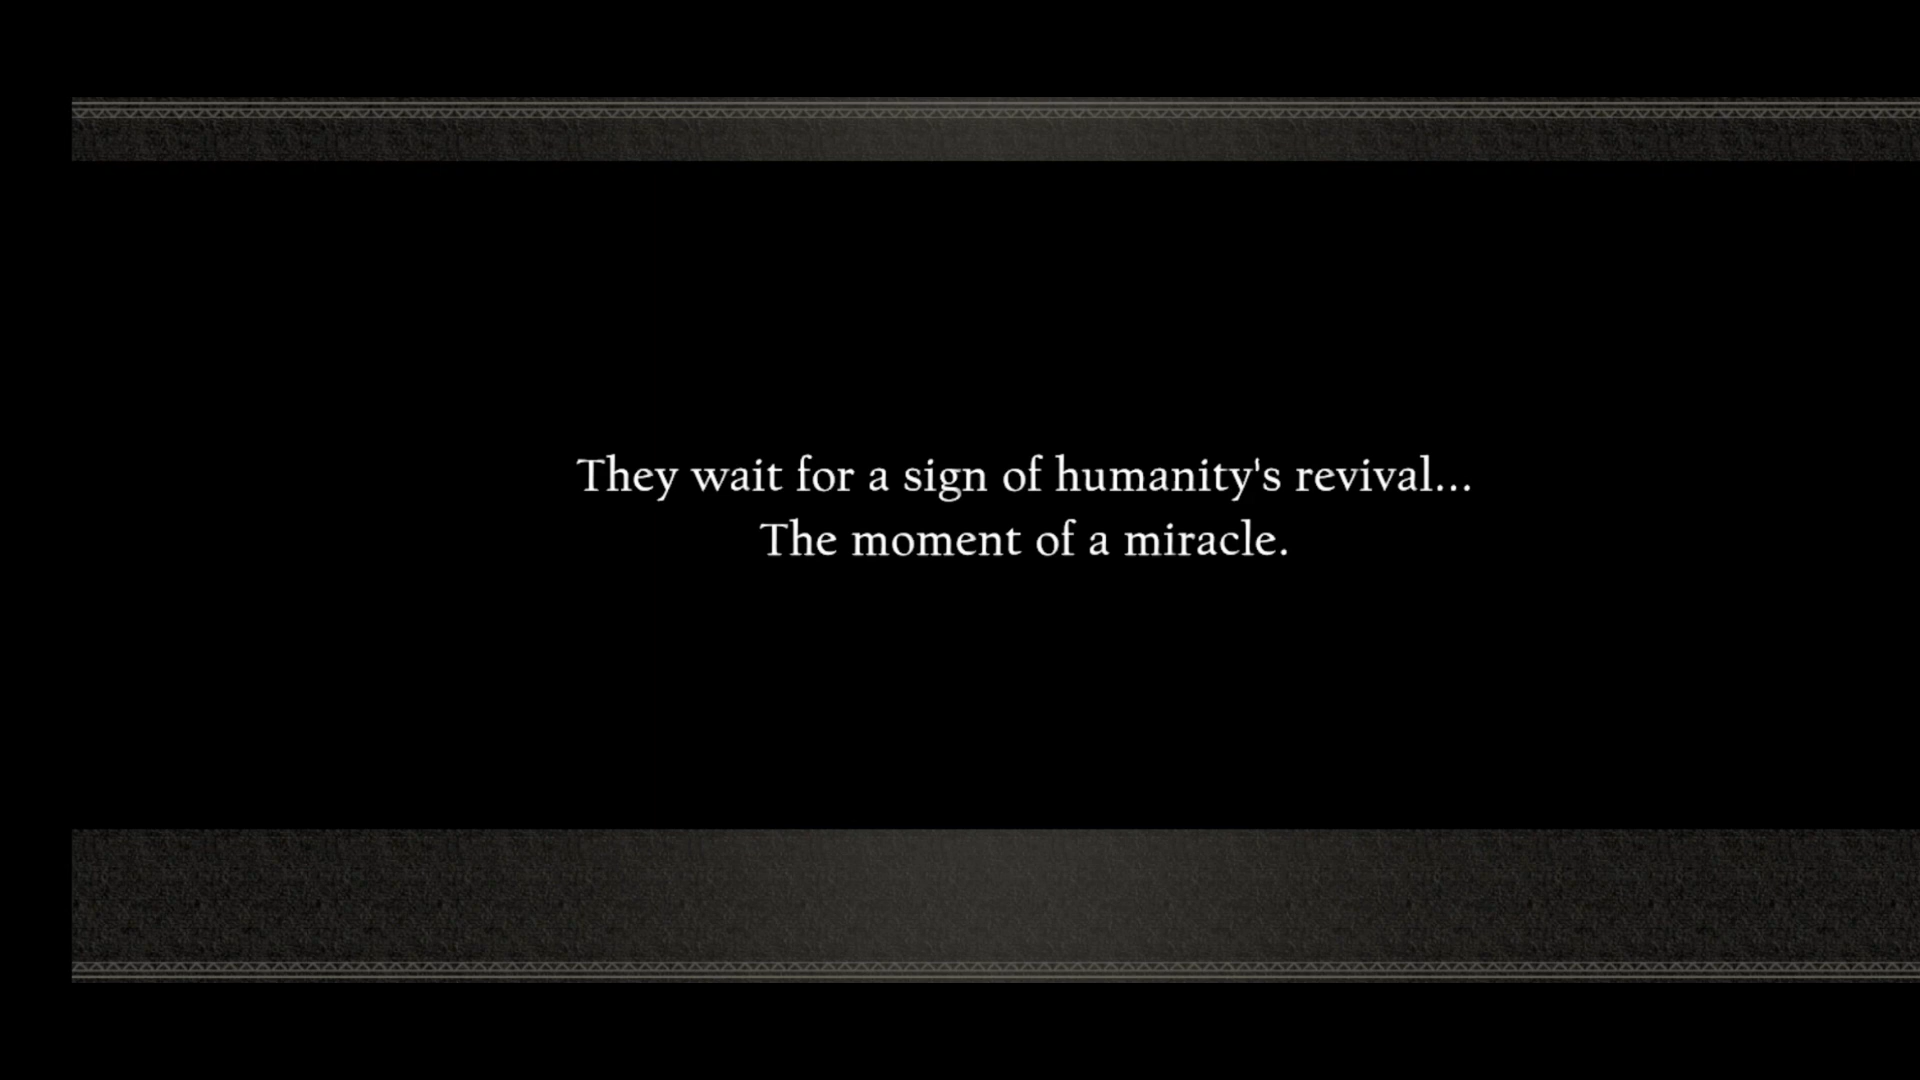 They wait for a sign of humanity's revival...
The moment of a miracle.